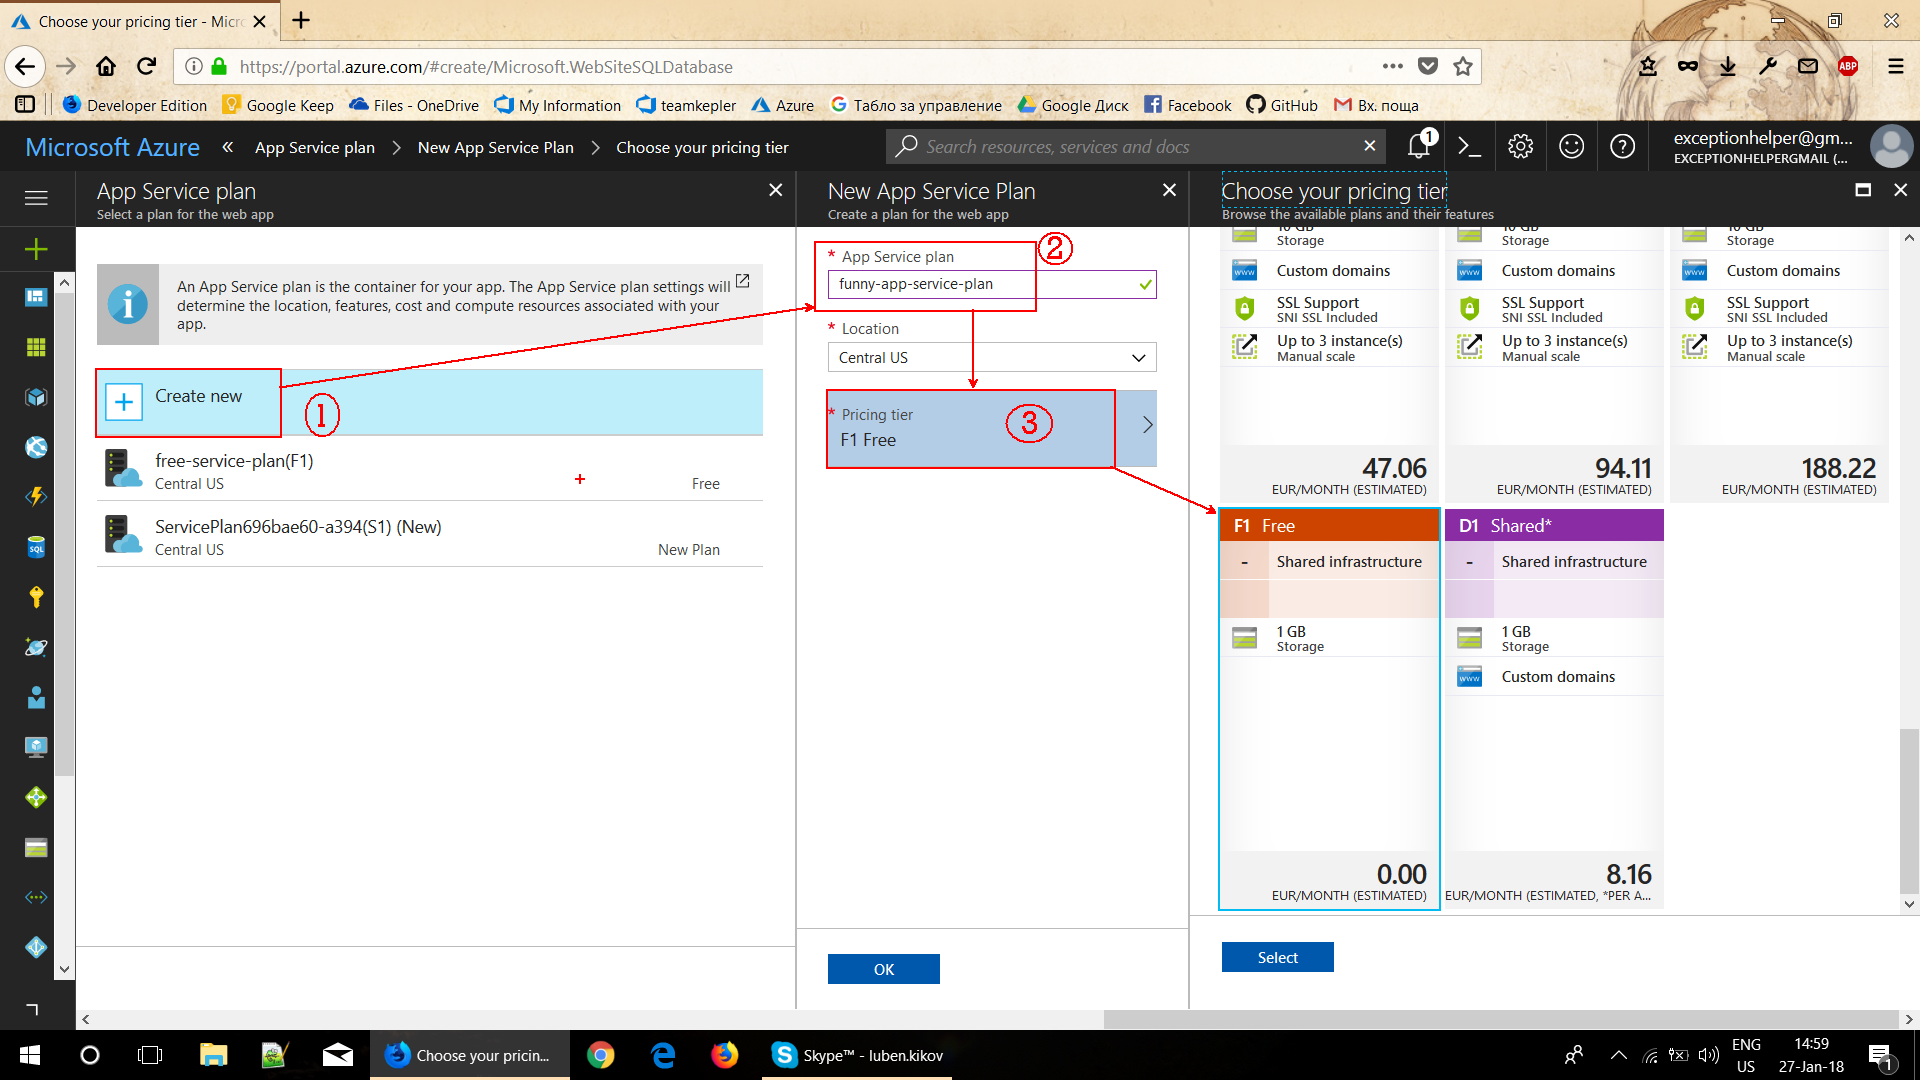 Choose your pricing tier - Micr
https://portal.azure.com/#create/Microsoft.WebSiteSQLDatabase
ABP
Developer Edition
Google Keep
Files - OneDrive
My Information
teamkepler
Azure
Табло за управление
Google Диск
Facebook
GitHub
Вх. поща
Microsoft Azure « App Service plan > New App Service Plan > Choose your pricing tier
Search resources, services and docs
1
exceptionhelper@gm...
EXCEPTIONHELPERGMAIL (...
App Service plan
Select a plan for the web app
An App Service plan is the container for your app. The App Service plan settings will
determine the location, features, cost and compute resources associated with your
app.
Create new
1
free-service-plan(F1)
Central US
Free
ServicePlan696bae60-a394(S1) (New)
Central US
New Plan
New App Service Plan
Create a plan for the web app
* App Service plan
2
funny-app-service-plan
* Location
Central US
* Pricing tier
F1 Free
3
OK
Choose your pricing tier
Browse the available plans and their features
Storage
Custom domains
SSL Support
SNI SSL Included
Up to 3 instance(s)
Manual scale
47.06
EUR/MONTH (ESTIMATED)
Storage
Custom domains
SSL Support
SNI SSL Included
Up to 3 instance(s)
Manual scale
94.11
EUR/MONTH (ESTIMATED)
Storage
Custom domains
SSL Support
SNI SSL Included
Up to 3 instance(s)
Manual scale
188.22
EUR/MONTH (ESTIMATED)
F1 Free
- Shared infrastructure
1 GB
Storage
0.00
EUR/MONTH (ESTIMATED)
D1 Shared*
- Shared infrastructure
1 GB
Storage
Custom domains
8.16
EUR/MONTH (ESTIMATED, *PER A...
Select
Choose your pricin...
Skype™ - luben.kikov
ENG
US
14:59
27-Jan-18
1